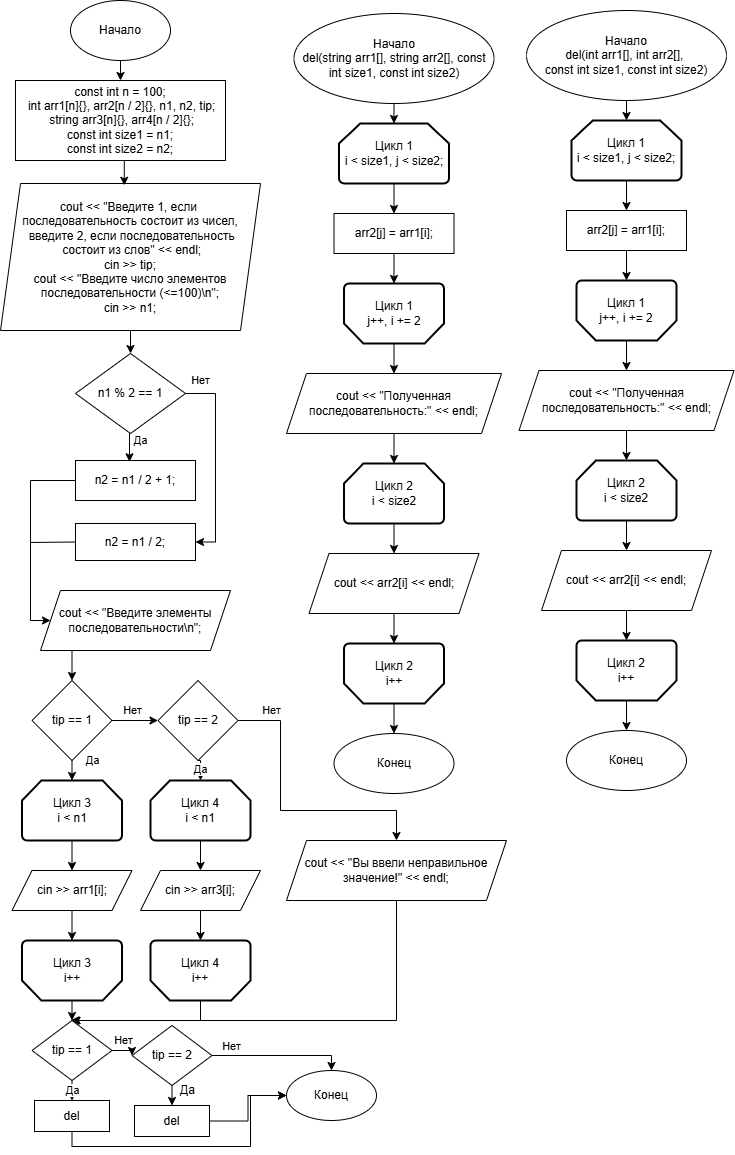 Начало
const int n = 100;
int arr1[n]{}, arr2[n / 2]{}, n1, n2, tip;
string arr3[n]{}, arr4[n / 2]{};
const int size1 = n1;
const int size2 = n2;
cout << "Введите 1, если
последовательность состоит из чисел,
введите 2, если последовательность
состоит из слов" << endl;
cin >> tip;
cout << "Введите число элементов
последовательности (<=100)\n";
cin >> n1;
n1 % 2 == 1
Нет
Да
n2 = n1 / 2 + 1;
n2 = n1 / 2;
cout << "Введите элементы
последовательности\n";
tip == 1
Нет
tip == 2
Нет
Да
Да
Цикл 3
i < n1
Цикл 4
i < n1
cout << "Вы ввели неправильное
значение!" << endl;
cin >> arr1[i];
cin >> arr3[i];
Цикл 3
i++
Цикл 4
i++
tip == 1
Нет
tip == 2
Нет
Да
Да
del
del
Конец
Начало
del(string arr1[], string arr2[], const
int size1, const int size2)
Цикл 1
i < size1, j < size2;
arr2[j] = arr1[i];
Цикл 1
j++, i += 2
cout << "Полученная
последовательность:" << endl;
Цикл 2
i < size2
cout << arr2[i] << endl;
Цикл 2
i++
Конец
Начало
del(int arr1[], int arr2[],
const int size1, const int size2)
Цикл 1
i < size1, j < size2;
arr2[j] = arr1[i];
Цикл 1
j++, i += 2
cout << "Полученная
последовательность:" << endl;
Цикл 2
i < size2
cout << arr2[i] << endl;
Цикл 2
i++
Конец